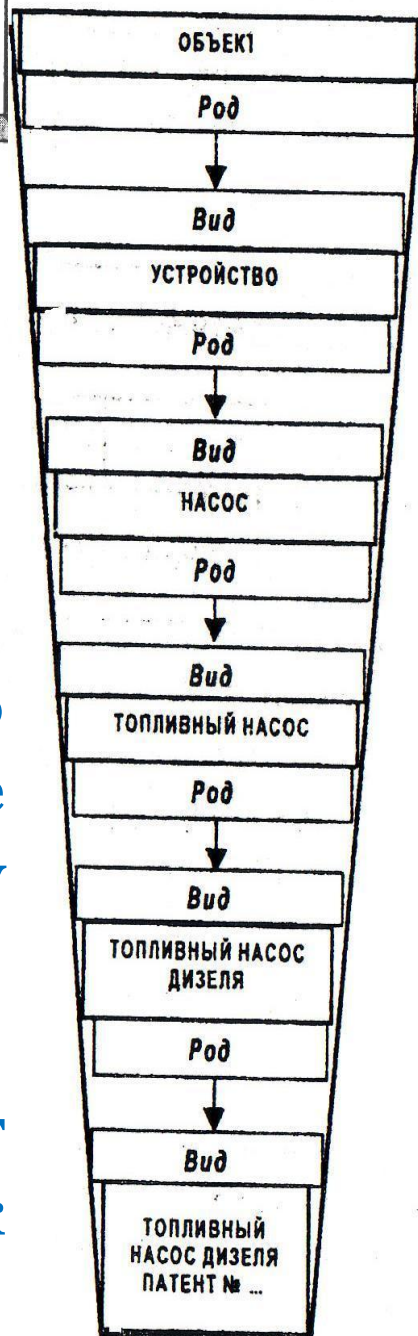 ОБЪЕКТ
Род
Вид
УСТРОЙСТВО
Род
Вид
НАСОС
Род
Вид
ТОПЛИВНЫЙ НАСОС
Род
Вид
ТОПЛИВНЫЙ НАСОС
ДИЗЕЛЯ
Род
Вид
ТОПЛИВНЫЙ
НАСОС ДИЗЕЛЯ
ПАТЕНТ № ...